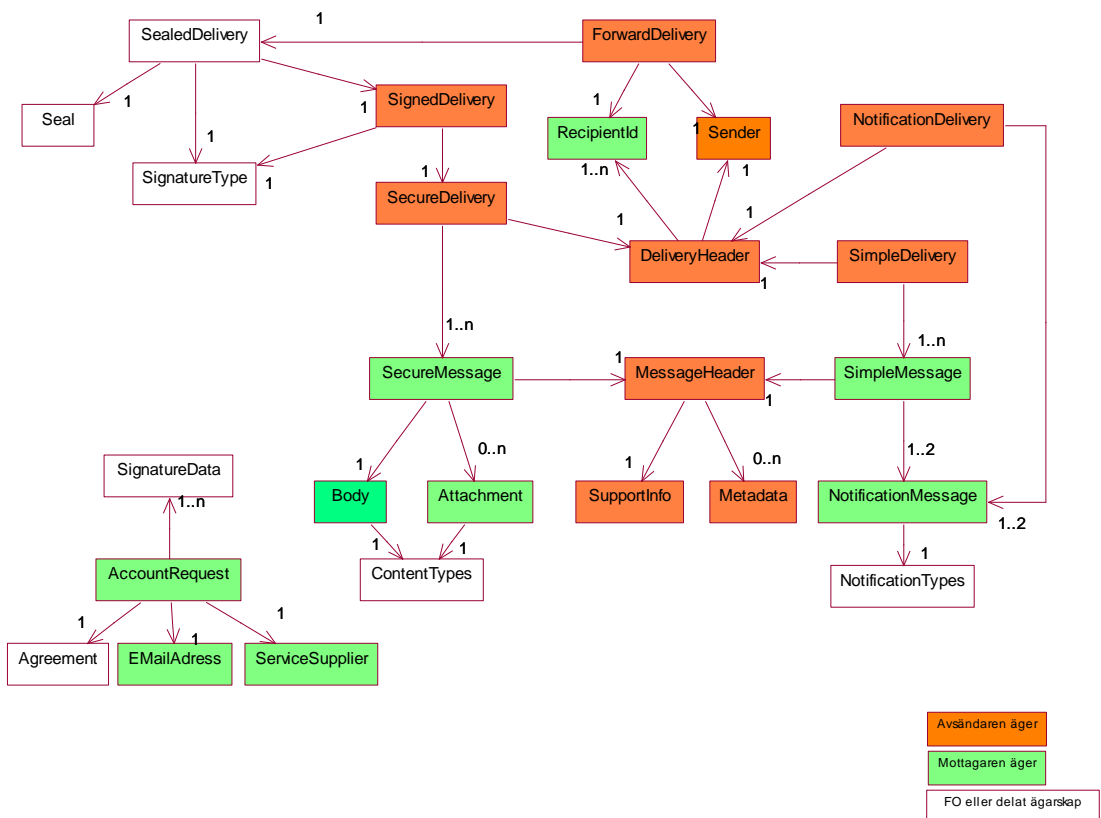 1
SealedDelivery
ForwardDelivery
1
Seal
SignedDelivery
1
1
1
RecipientId
Sender
NotificationDelivery
1
SignatureType
1
1..n
1
1
SecureDelivery
1
1
DeliveryHeader
SimpleDelivery
1
1..n
1..n
SecureMessage
1
MessageHeader
1
SimpleMessage
0..n
1
1
0..n
1..2
SignatureData
1..n
Body
Attachment
SupportInfo
Metadata
NotificationMessage
1..2
1
1
1
AccountRequest
ContentTypes
NotificationTypes
1
1
1
Agreement
EMailAdress
ServiceSupplier
Avsändaren äger
Mottagaren äger
FO eller delat ägarskap